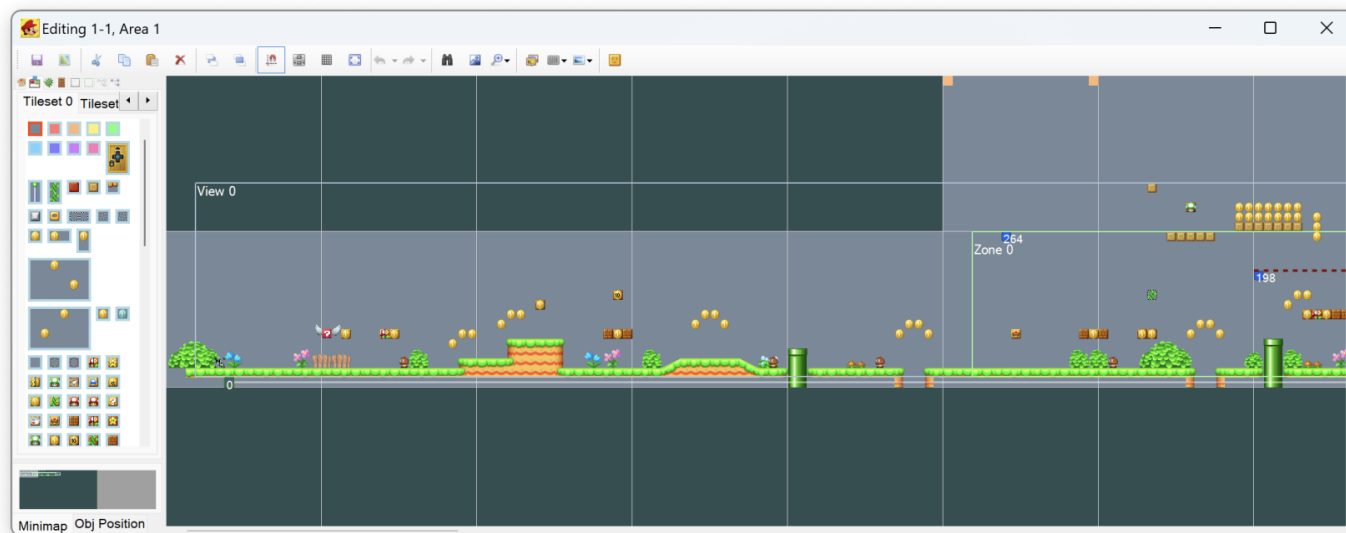 Editing 1-1, Area 1
Tileset 0
Tileset
View 0
264
Zone 0
198
0
Minimap
Obj Position